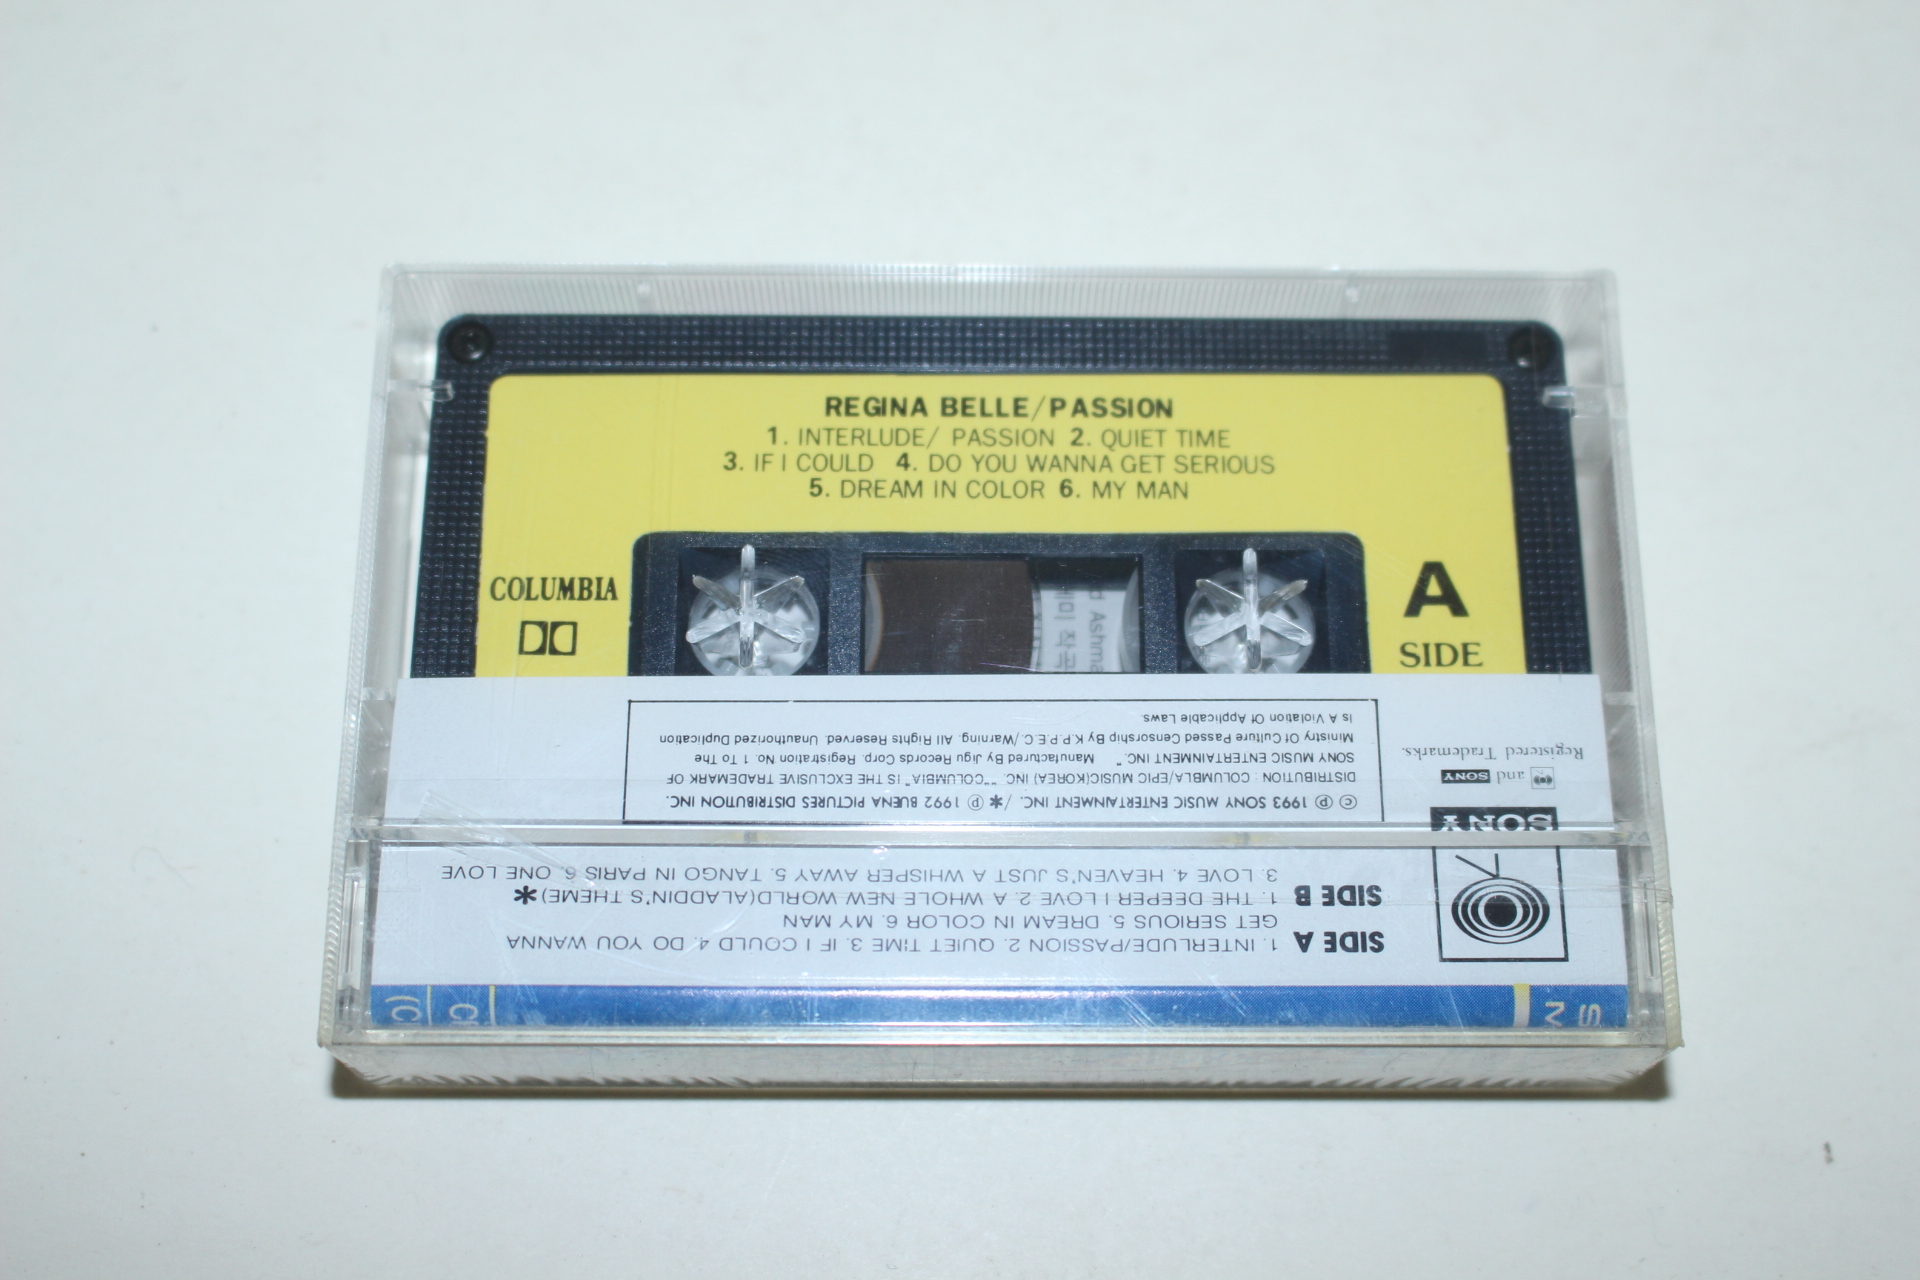 REGINA BELLE/PASSION
1. INTERLUDE/ PASSION 2. QUIET TIME
3. IF I COULD 4. DO YOU WANNA GET SERIOUS
5. DREAM IN COLOR 6. MY MAN
COLUMBIA
A
SIDE
d Ashma
미 작곡
SIDE A 1. INTERLUDE/PASSION 2. QUIET TIME 3. IF I COULD 4. DO YOU WANNA
GET SERIOUS 5. DREAM IN COLOR 6. MY MAN
SIDE B 1. THE DEEPER I LOVE 2. A WHOLE NEW WORLD(ALADDIN'S THEME)*
3. LOVE 4. HEAVEN'S JUST A WHISPER AWAY 5. TANGO IN PARIS 6. ONE LOVE
SONY
© ℗ 1993 SONY MUSIC ENTERTAINMENT INC. /* ℗ 1992 BUENA PICTURES DISTRIBUTION INC.
DISTRIBUTION : COLUMBLA/EPIC MUSIC(KOREA) INC. ""COLUMBIA" IS THE EXCLUSIVE TRADEMARK OF
SONY MUSIC ENTERTAINMENT INC." Manufactured By Jigu Records Corp. Registration No. 1 To The
Ministry Of Culture Passed Censorship By K.P.P.E.C./Warning. All Rights Reserved. Unauthorized Duplication
Is A Violation Of Applicable Laws.
and SONY
Registered Trademarks.